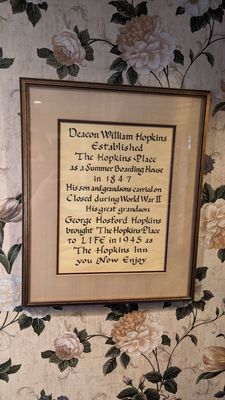 Deacon William Hopkins
Established
The Hopkins Place
as a Summer Boarding House
in 1847
His son and grandsons carried on
Closed during World War II
His great grandson
George Hosford Hopkins
brought The Hopkins Place
to LIFE in 1945 as
The Hopkins Inn
you Now Enjoy